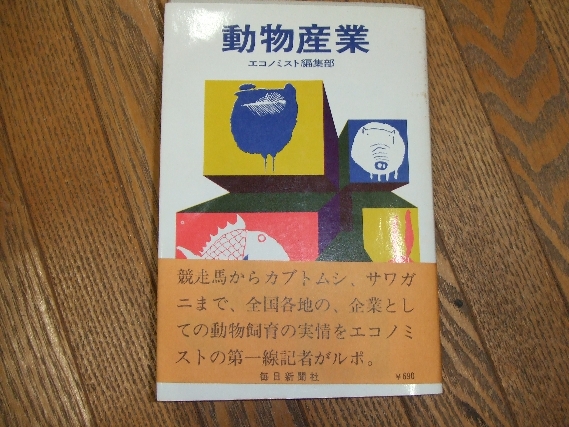 動物産業
エコノミスト編集部
競走馬からカブトムシ、サワガ
ニまで、全国各地の、企業とし
ての動物飼育の実情をエコノミ
ストの第一線記者がルポ。
毎日新聞社
¥690